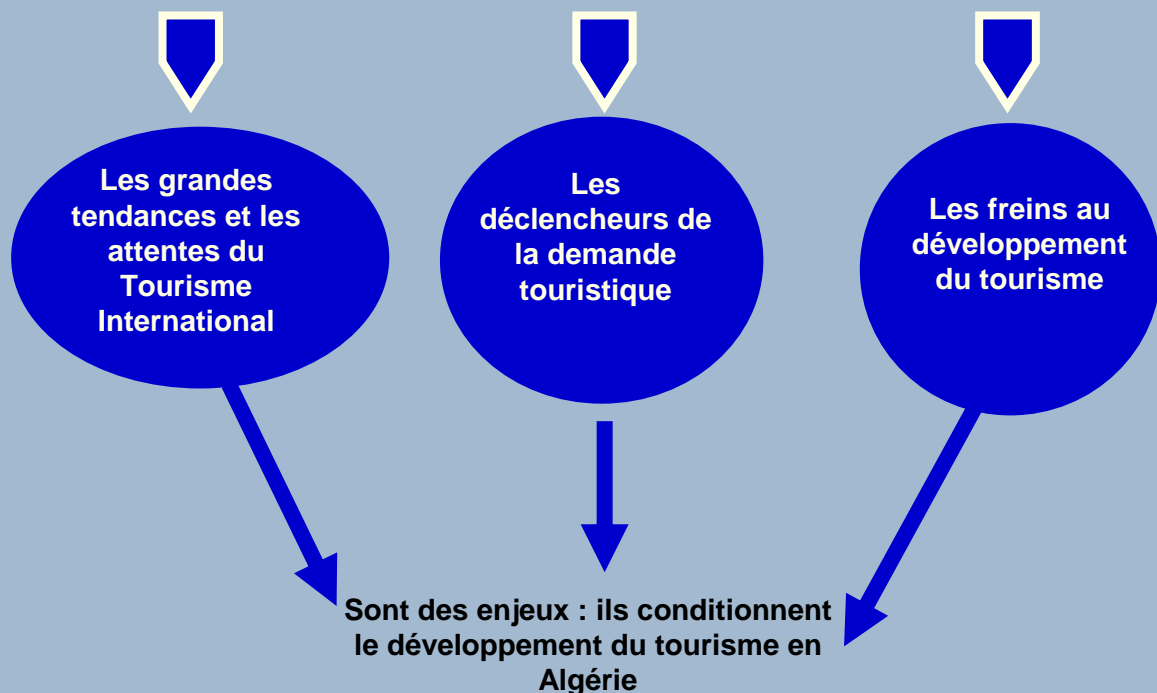 Les grandes
tendances et les
attentes du
Tourisme
International
Les
déclencheurs de
la demande
touristique
Les freins au
développement
du tourisme
Sont des enjeux : ils conditionnent
le développement du tourisme en
Algérie